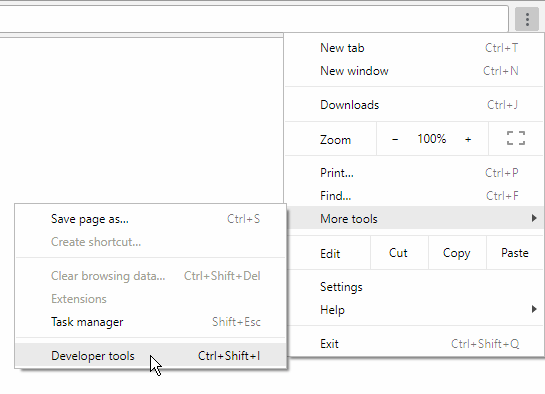 New tab Ctrl+T
New window Ctrl+N
Downloads Ctrl+J
Zoom − 100% +
Print... Ctrl+P
Find... Ctrl+F
More tools
Edit Cut Copy Paste
Settings
Help
Exit Ctrl+Shift+Q
Save page as... Ctrl+S
Create shortcut...
Clear browsing data... Ctrl+Shift+Del
Extensions
Task manager Shift+Esc
Developer tools Ctrl+Shift+I